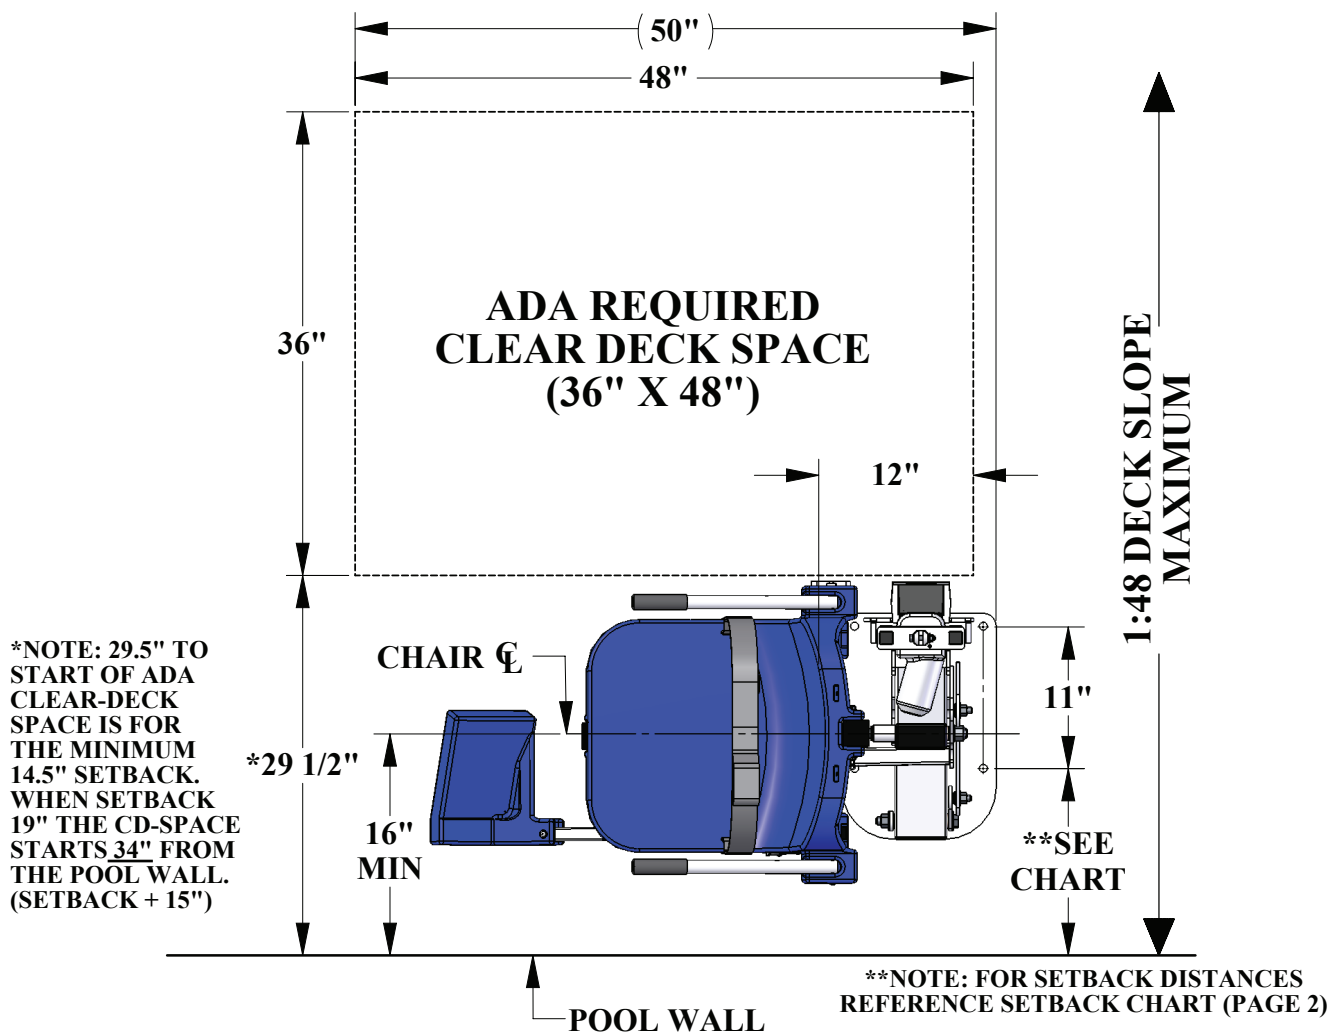 (50")
48"
36"
ADA REQUIRED
CLEAR DECK SPACE
(36" X 48")
12"
1:48 DECK SLOPE
MAXIMUM
*NOTE: 29.5" TO
START OF ADA
CLEAR-DECK
SPACE IS FOR
THE MINIMUM
14.5" SETBACK.
WHEN SETBACK
19" THE CD-SPACE
STARTS 34" FROM
THE POOL WALL.
(SETBACK + 15")
*29 1/2"
CHAIR ℄
16"
MIN
11"
**SEE
CHART
**NOTE: FOR SETBACK DISTANCES
REFERENCE SETBACK CHART (PAGE 2)
POOL WALL